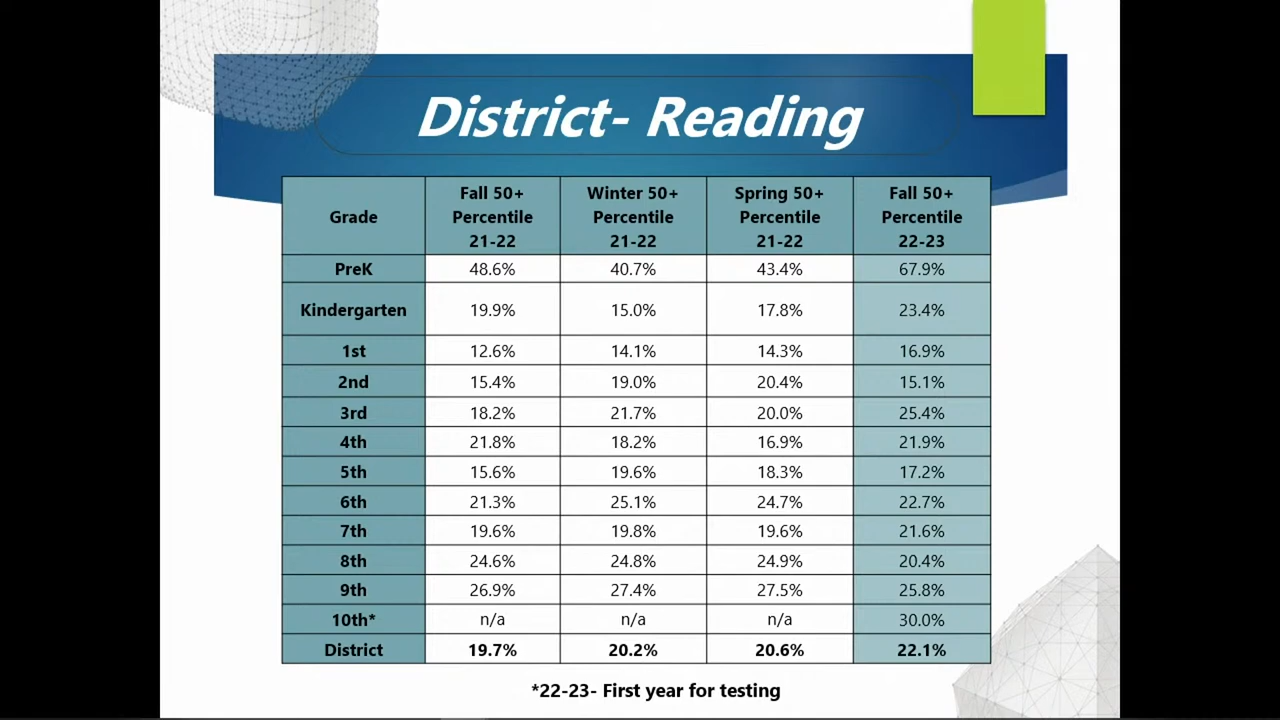 District- Reading
Grade | Fall 50+ Percentile 21-22 | Winter 50+ Percentile 21-22 | Spring 50+ Percentile 21-22 | Fall 50+ Percentile 22-23
PreK | 48.6% | 40.7% | 43.4% | 67.9%
Kindergarten | 19.9% | 15.0% | 17.8% | 23.4%
1st | 12.6% | 14.1% | 14.3% | 16.9%
2nd | 15.4% | 19.0% | 20.4% | 15.1%
3rd | 18.2% | 21.7% | 20.0% | 25.4%
4th | 21.8% | 18.2% | 16.9% | 21.9%
5th | 15.6% | 19.6% | 18.3% | 17.2%
6th | 21.3% | 25.1% | 24.7% | 22.7%
7th | 19.6% | 19.8% | 19.6% | 21.6%
8th | 24.6% | 24.8% | 24.9% | 20.4%
9th | 26.9% | 27.4% | 27.5% | 25.8%
10th* | n/a | n/a | n/a | 30.0%
District | 19.7% | 20.2% | 20.6% | 22.1%
*22-23- First year for testing